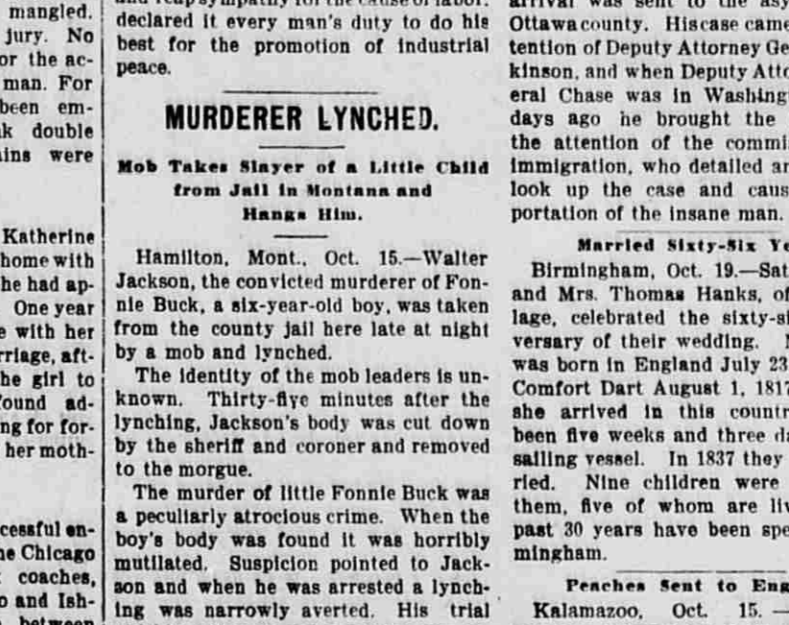 mangled.
jury. No
or the ac-
man. For
been em-
double
ains were
Katherine
home with
he had ap-
One year
with her
rriage, aft-
he girl to
ound ad-
ng for for-
her moth-
cessful en-
he Chicago
coaches,
o and Ish-
between
declared it every man's duty to do his
best for the promotion of industrial
peace.
MURDERER LYNCHED.
Mob Takes Slayer of a Little Child
from Jail in Montana and
Hangs Him.
Hamilton, Mont., Oct. 15.—Walter
Jackson, the convicted murderer of Fon-
nie Buck, a six-year-old boy, was taken
from the county jail here late at night
by a mob and lynched.
The identity of the mob leaders is un-
known. Thirty-five minutes after the
lynching, Jackson's body was cut down
by the sheriff and coroner and removed
to the morgue.
The murder of little Fonnie Buck was
a peculiarly atrocious crime. When the
boy's body was found it was horribly
mutilated. Suspicion pointed to Jack-
son and when he was arrested a lynch-
ing was narrowly averted. His trial
arrival was sent to the asy
Ottawa county. His case came
tention of Deputy Attorney Ge
kinson, and when Deputy Atto
eral Chase was in Washing
days ago he brought the
the attention of the commi
immigration, who detailed an
look up the case and caus
portation of the insane man.
Married Sixty-Six Ye
Birmingham, Oct. 19.—Sat
and Mrs. Thomas Hanks, of
lage, celebrated the sixty-si
versary of their wedding.
was born in England July 23
Comfort Dart August 1, 1817
she arrived in this countr
been five weeks and three da
sailing vessel. In 1837 they
ried. Nine children were
them, five of whom are liv
past 30 years have been spe
mingham.
Peaches Sent to Eng
Kalamazoo, Oct. 15. —